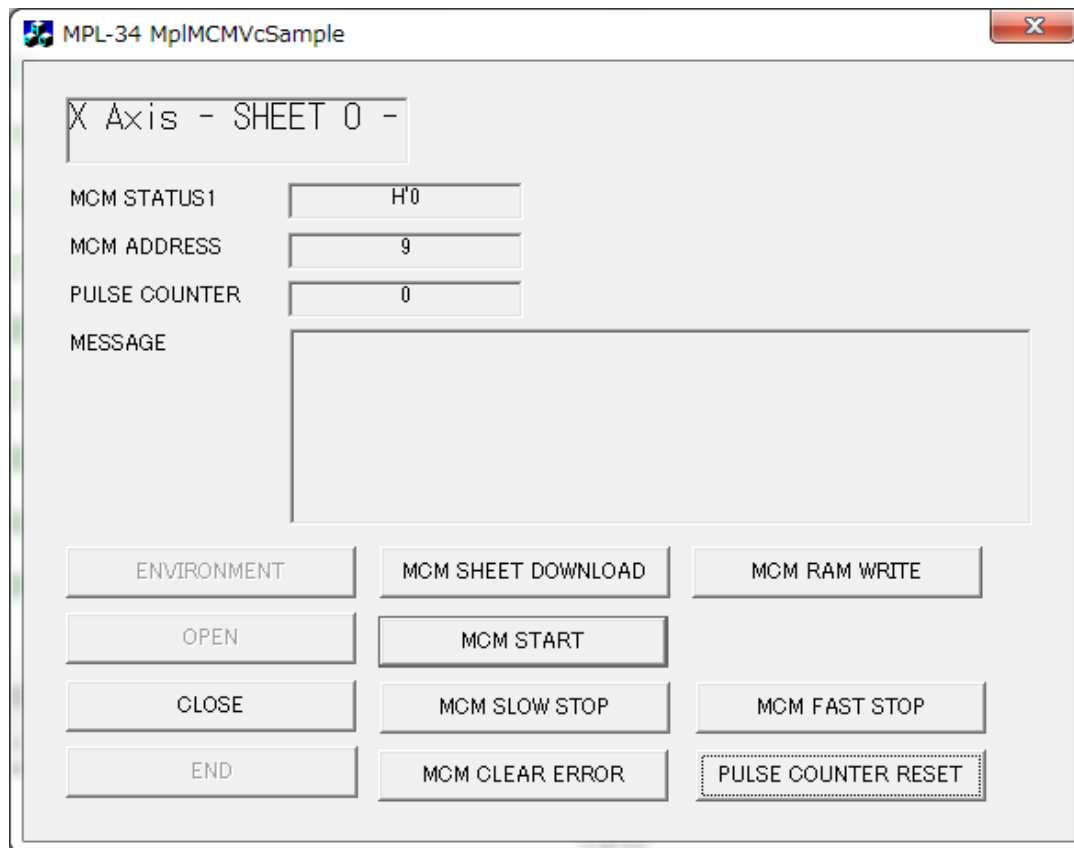 MPL-34 MplMCMVcSample
X Axis - SHEET 0 -
MCM STATUS1 H'0
MCM ADDRESS 9
PULSE COUNTER 0
MESSAGE
ENVIRONMENT MCM SHEET DOWNLOAD MCM RAM WRITE
OPEN MCM START
CLOSE MCM SLOW STOP MCM FAST STOP
END MCM CLEAR ERROR PULSE COUNTER RESET